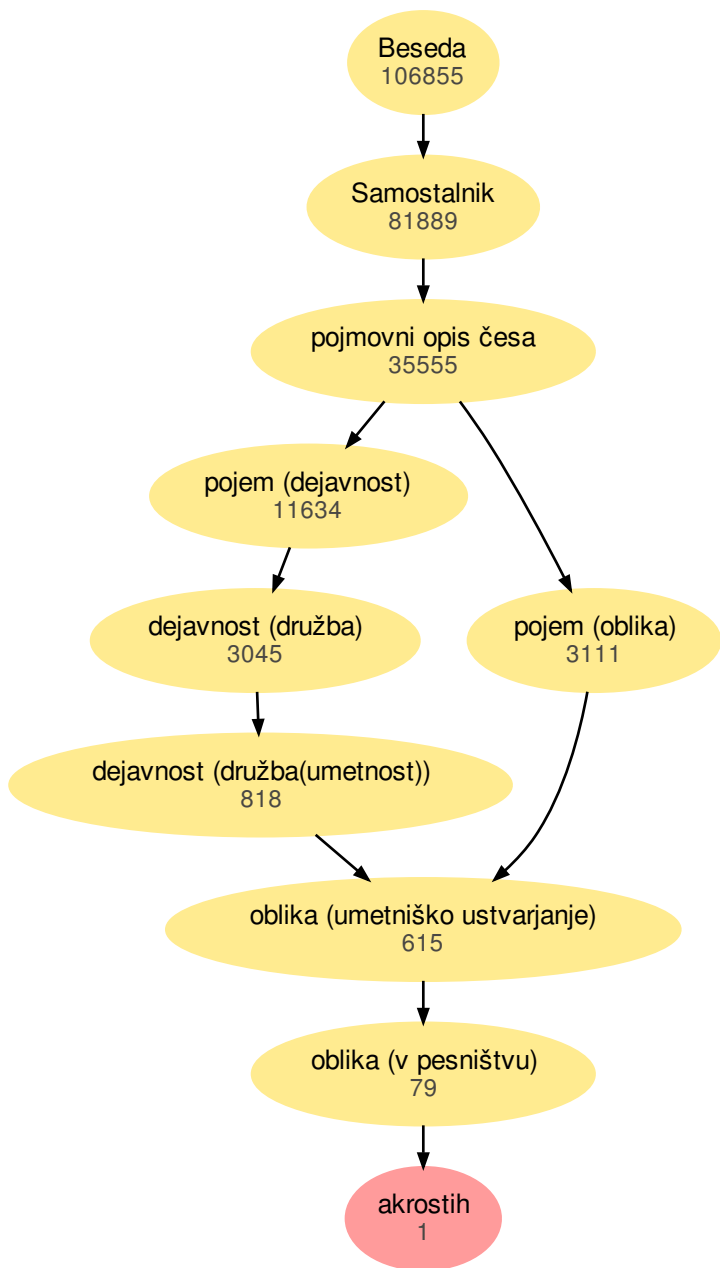 Beseda
106855
Samostalnik
81889
pojmovni opis česa
35555
pojem (dejavnost)
11634
dejavnost (družba)
3045
pojem (oblika)
3111
dejavnost (družba(umetnost))
818
oblika (umetniško ustvarjanje)
615
oblika (v pesništvu)
79
akrostih
1